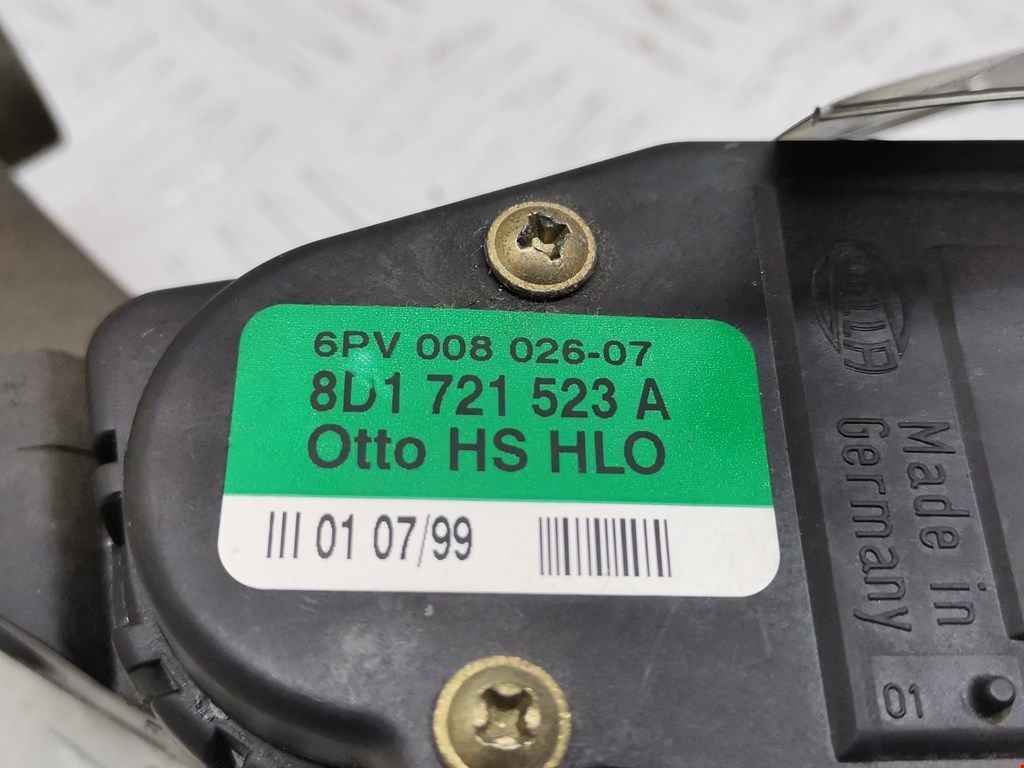 6PV 008 026-07
8D1 721 523 A
Otto HS HLO
III 01 07/99
HELLA
Made in
Germany
01